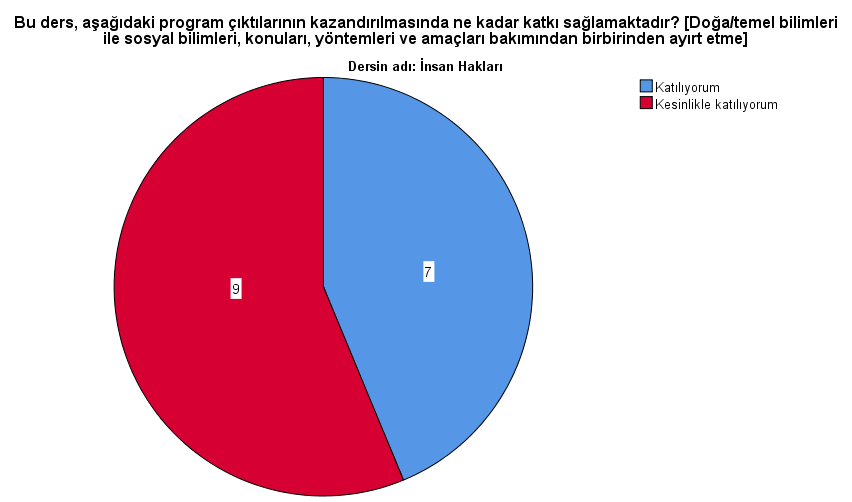 Bu ders, aşağıdaki program çıktılarının kazandırılmasında ne kadar katkı sağlamaktadır? [Doğa/temel bilimleri
ile sosyal bilimleri, konuları, yöntemleri ve amaçları bakımından birbirinden ayırt etme]
Dersin adı: İnsan Hakları
Katılıyorum
Kesinlikle katılıyorum
7
9